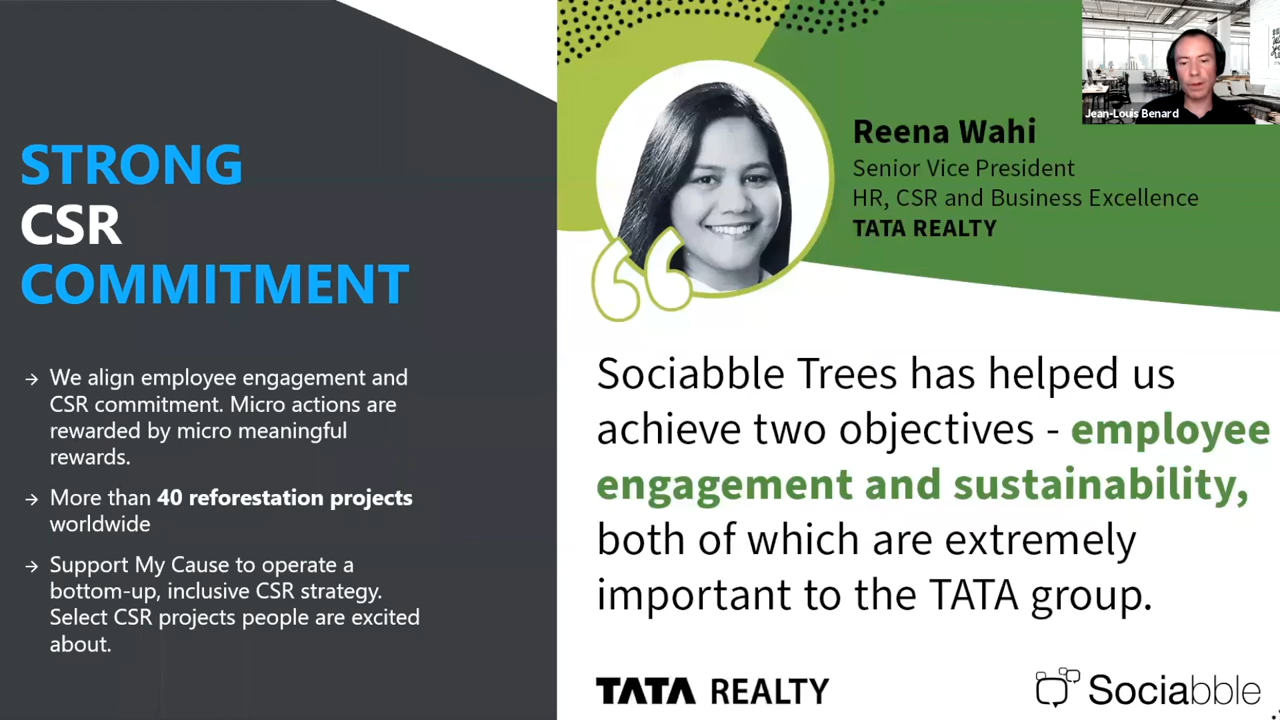 STRONG
CSR
COMMITMENT
→ We align employee engagement and
CSR commitment. Micro actions are
rewarded by micro meaningful
rewards.
→ More than 40 reforestation projects
worldwide
→ Support My Cause to operate a
bottom-up, inclusive CSR strategy.
Select CSR projects people are excited
about.
Jean-Louis Benard
Reena Wahi
Senior Vice President
HR, CSR and Business Excellence
TATA REALTY
Sociabble Trees has helped us
achieve two objectives - employee
engagement and sustainability,
both of which are extremely
important to the TATA group.
TATA REALTY
Sociabble